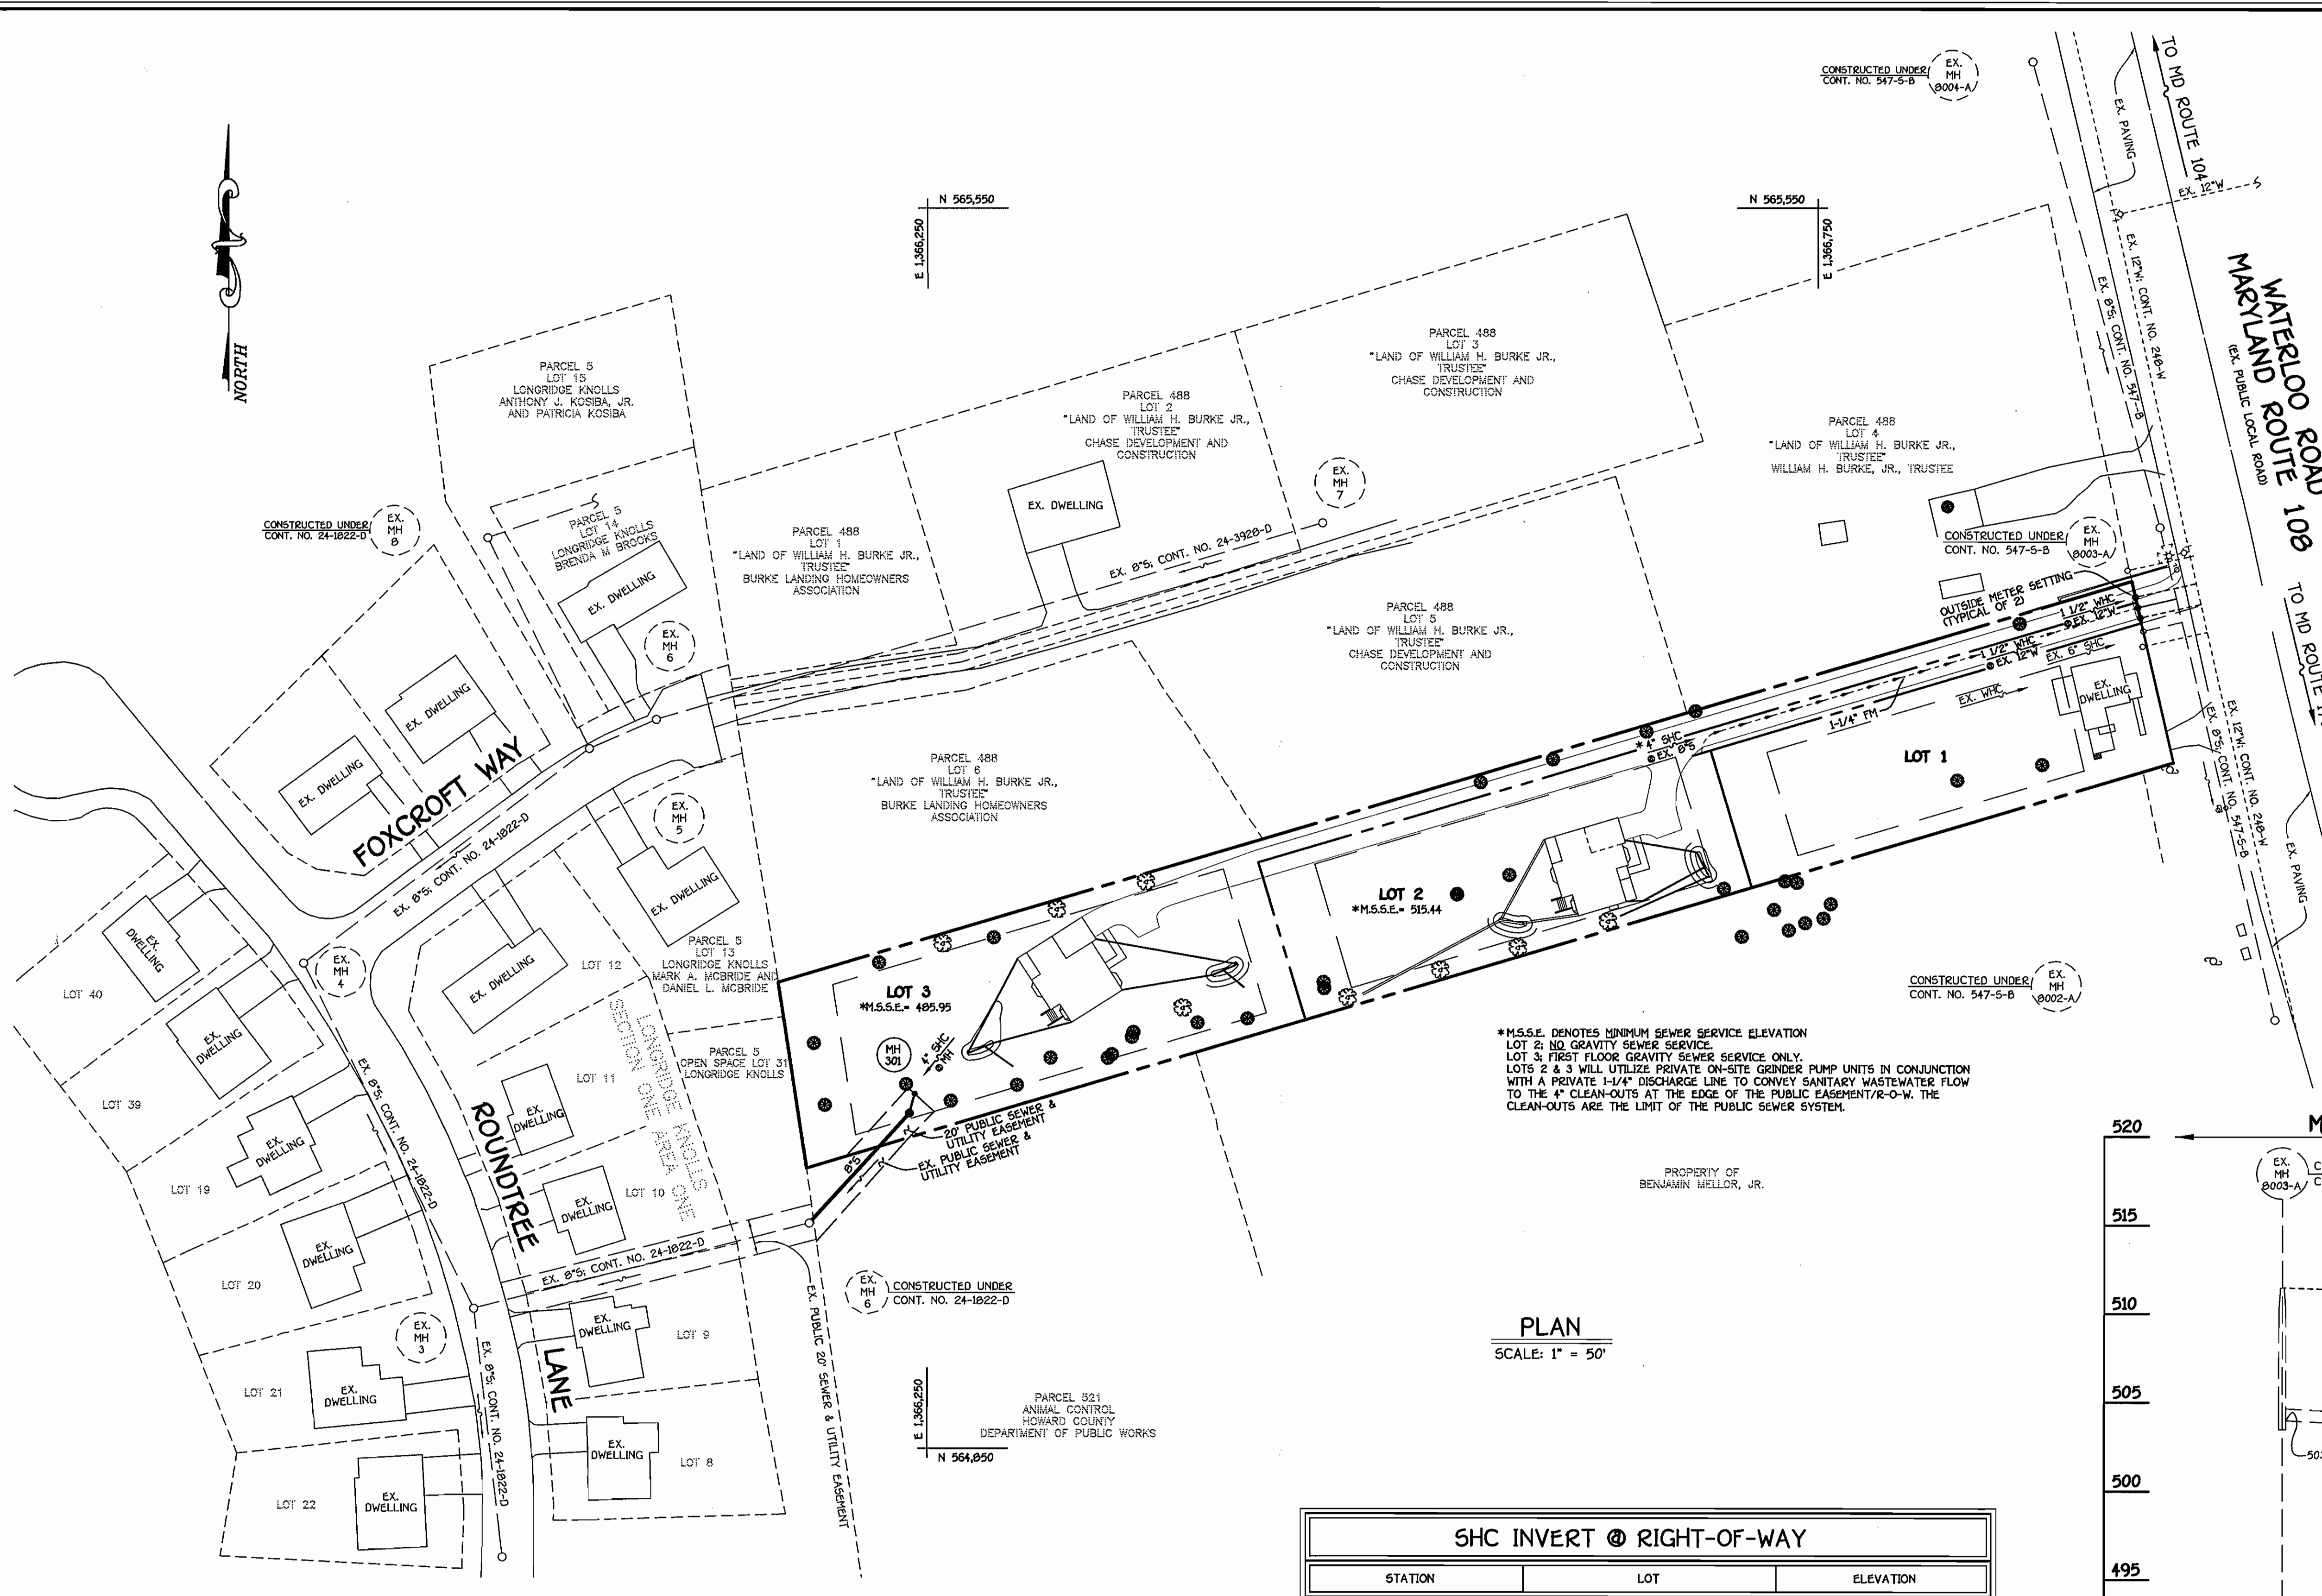 CONSTRUCTED UNDER
CONT. NO. 547-S-B
EX.
MH
8004-A
TO MD ROUTE 104
EX. PAVING
EX. 12"W
N 565,550
E 1,366,250
N 565,550
E 1,366,750
EX. 12"W; CONT. NO. 240-W
EX. 8"S; CONT. NO. 547-
WATERLOO ROAD
MARYLAND ROUTE 108
(EX. PUBLIC LOCAL ROAD)
TO MD ROUTE
NORTH
PARCEL 5
LOT 15
LONGRIDGE KNOLLS
ANTHONY J. KOSIBA, JR.
AND PATRICIA KOSIBA
PARCEL 488
LOT 3
"LAND OF WILLIAM H. BURKE JR.,
TRUSTEE"
CHASE DEVELOPMENT AND
CONSTRUCTION
PARCEL 488
LOT 2
"LAND OF WILLIAM H. BURKE JR.,
TRUSTEE"
CHASE DEVELOPMENT AND
CONSTRUCTION
PARCEL 488
LOT 4
"LAND OF WILLIAM H. BURKE, JR.,
TRUSTEE"
WILLIAM H. BURKE, JR., TRUSTEE
EX.
MH
7
EX. DWELLING
CONSTRUCTED UNDER
CONT. NO. 24-1822-D
EX.
MH
8
PARCEL 5
LOT 14
LONGRIDGE KNOLLS
BRENDA M BROOKS
EX. DWELLING
PARCEL 488
LOT 1
"LAND OF WILLIAM H. BURKE JR.,
TRUSTEE"
BURKE LANDING HOMEOWNERS
ASSOCIATION
EX. 8"S; CONT. NO. 24-3928-D
CONSTRUCTED UNDER
CONT. NO. 547-S-B
EX.
MH
8003-A
OUTSIDE METER SETTING
(TYPICAL OF 2)
1 1/2" WHC
@EX. 12"W
1 1/2" WHC
@EX. 12"W
EX. 6" SHC
EX. WHC
EX.
DWELLING
EX.
MH
6
PARCEL 488
LOT 5
"LAND OF WILLIAM H. BURKE JR.,
TRUSTEE"
CHASE DEVELOPMENT AND
CONSTRUCTION
1-1/4" FM
*4" SHC
@EX. 8"S
LOT 1
EX. 12"W; CONT. NO. 240-W
EX. 8"S; CONT. NO. 547-S-B
EX. PAVING
EX. DWELLING
EX. DWELLING
FOXCROFT WAY
EX. 8"S; CONT. NO. 24-1822-D
PARCEL 488
LOT 6
"LAND OF WILLIAM H. BURKE JR.,
TRUSTEE"
BURKE LANDING HOMEOWNERS
ASSOCIATION
EX.
MH
5
EX. DWELLING
LOT 2
*M.S.S.E.= 515.44
EX.
DWELLING
EX.
MH
4
EX. DWELLING
LOT 12
PARCEL 5
LOT 13
LONGRIDGE KNOLLS
MARK A. MCBRIDE AND
DANIEL L. MCBRIDE
LOT 3
*M.S.S.E.= 485.95
CONSTRUCTED UNDER
CONT. NO. 547-S-B
EX.
MH
8002-A
LOT 40
EX.
DWELLING
LONGRIDGE KNOLLS
SECTION ONE AREA ONE
MH
301
4" SHC
@MH
PARCEL 5
OPEN SPACE LOT 31
LONGRIDGE KNOLLS
*M.S.S.E. DENOTES MINIMUM SEWER SERVICE ELEVATION
LOT 2; NO GRAVITY SEWER SERVICE.
LOT 3; FIRST FLOOR GRAVITY SEWER SERVICE ONLY.
LOTS 2 & 3 WILL UTILIZE PRIVATE ON-SITE GRINDER PUMP UNITS IN CONJUNCTION
WITH A PRIVATE 1-1/4" DISCHARGE LINE TO CONVEY SANITARY WASTEWATER FLOW
TO THE 4" CLEAN-OUTS AT THE EDGE OF THE PUBLIC EASEMENT/R-O-W. THE
CLEAN-OUTS ARE THE LIMIT OF THE PUBLIC SEWER SYSTEM.
LOT 39
LOT 11
EX.
DWELLING
EX. 8"S; CONT. NO. 24-1822-D
ROUNDTREE
20' PUBLIC SEWER &
UTILITY EASEMENT
EX. PUBLIC SEWER &
UTILITY EASEMENT
8"S
EX.
DWELLING
LOT 19
EX.
DWELLING
LOT 10
PROPERTY OF
BENJAMIN MELLOR, JR.
520
EX.
MH
8003-A
515
EX.
DWELLING
LOT 20
EX. 8"S; CONT. NO. 24-1822-D
EX.
MH
6
CONSTRUCTED UNDER
CONT. NO. 24-1822-D
EX. PUBLIC 20' SEWER & UTILITY EASEMENT
EX.
MH
3
EX.
DWELLING
LOT 9
LANE
EX. 8"S; CONT. NO. 24-1822-D
PLAN
SCALE: 1" = 50'
510
LOT 21
EX.
DWELLING
E 1,366,250
N 564,850
PARCEL 521
ANIMAL CONTROL
HOWARD COUNTY
DEPARTMENT OF PUBLIC WORKS
505
EX.
DWELLING
LOT 8
LOT 22
EX.
DWELLING
500
SHC INVERT @ RIGHT-OF-WAY
STATION LOT ELEVATION
495